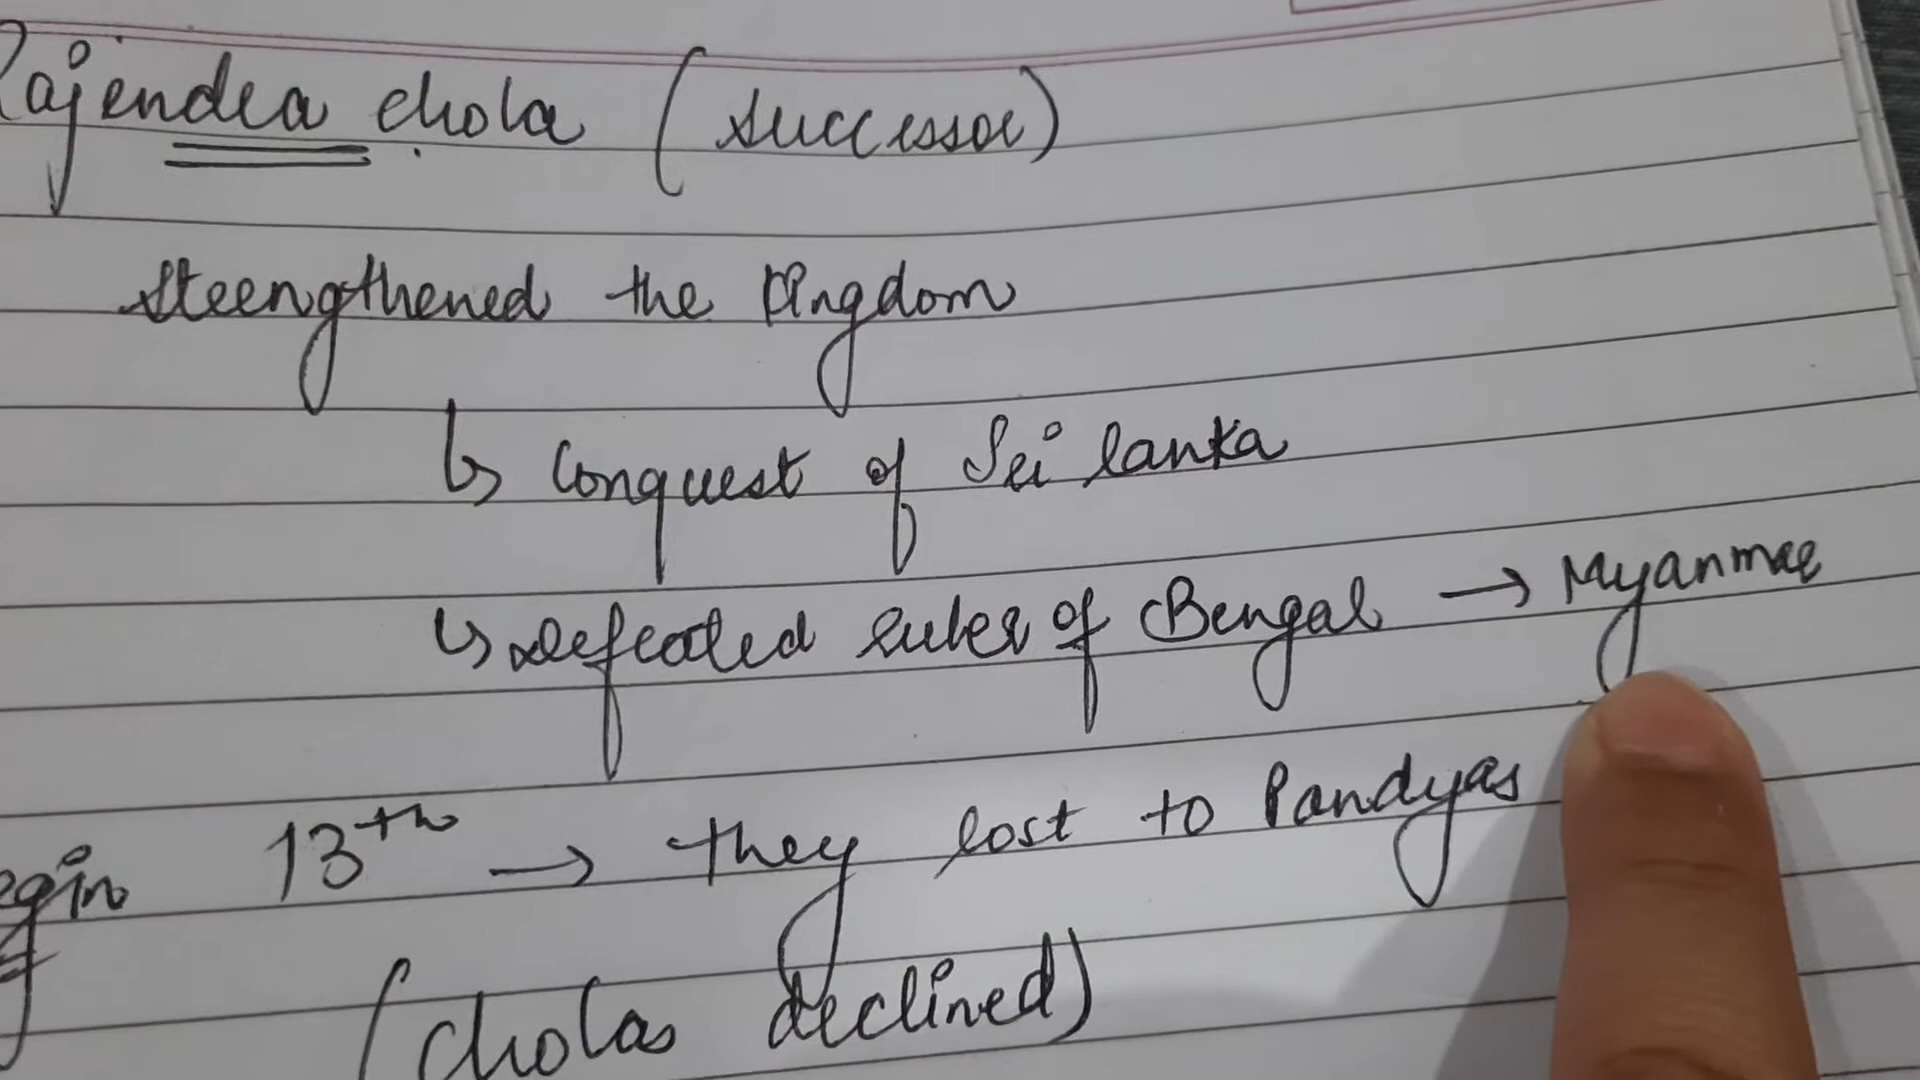 Rajendra chola (successor)
strengthened the kingdom
↳ Conquest of Sri lanka
↳ defeated ruler of Bengal → Myanmar
13th → they lost to Pandyas
(cholas declined)